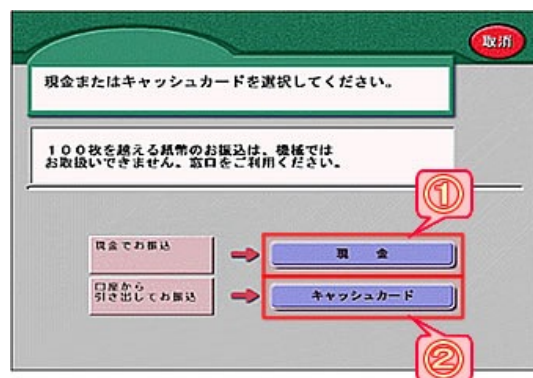 取消
現金またはキャッシュカードを選択してください。
100枚を越える紙幣のお振込は、機械では
お取扱いできません。窓口をご利用ください。
①
現金でお振込
現 金
口座から
引き出してお振込
キャッシュカード
②